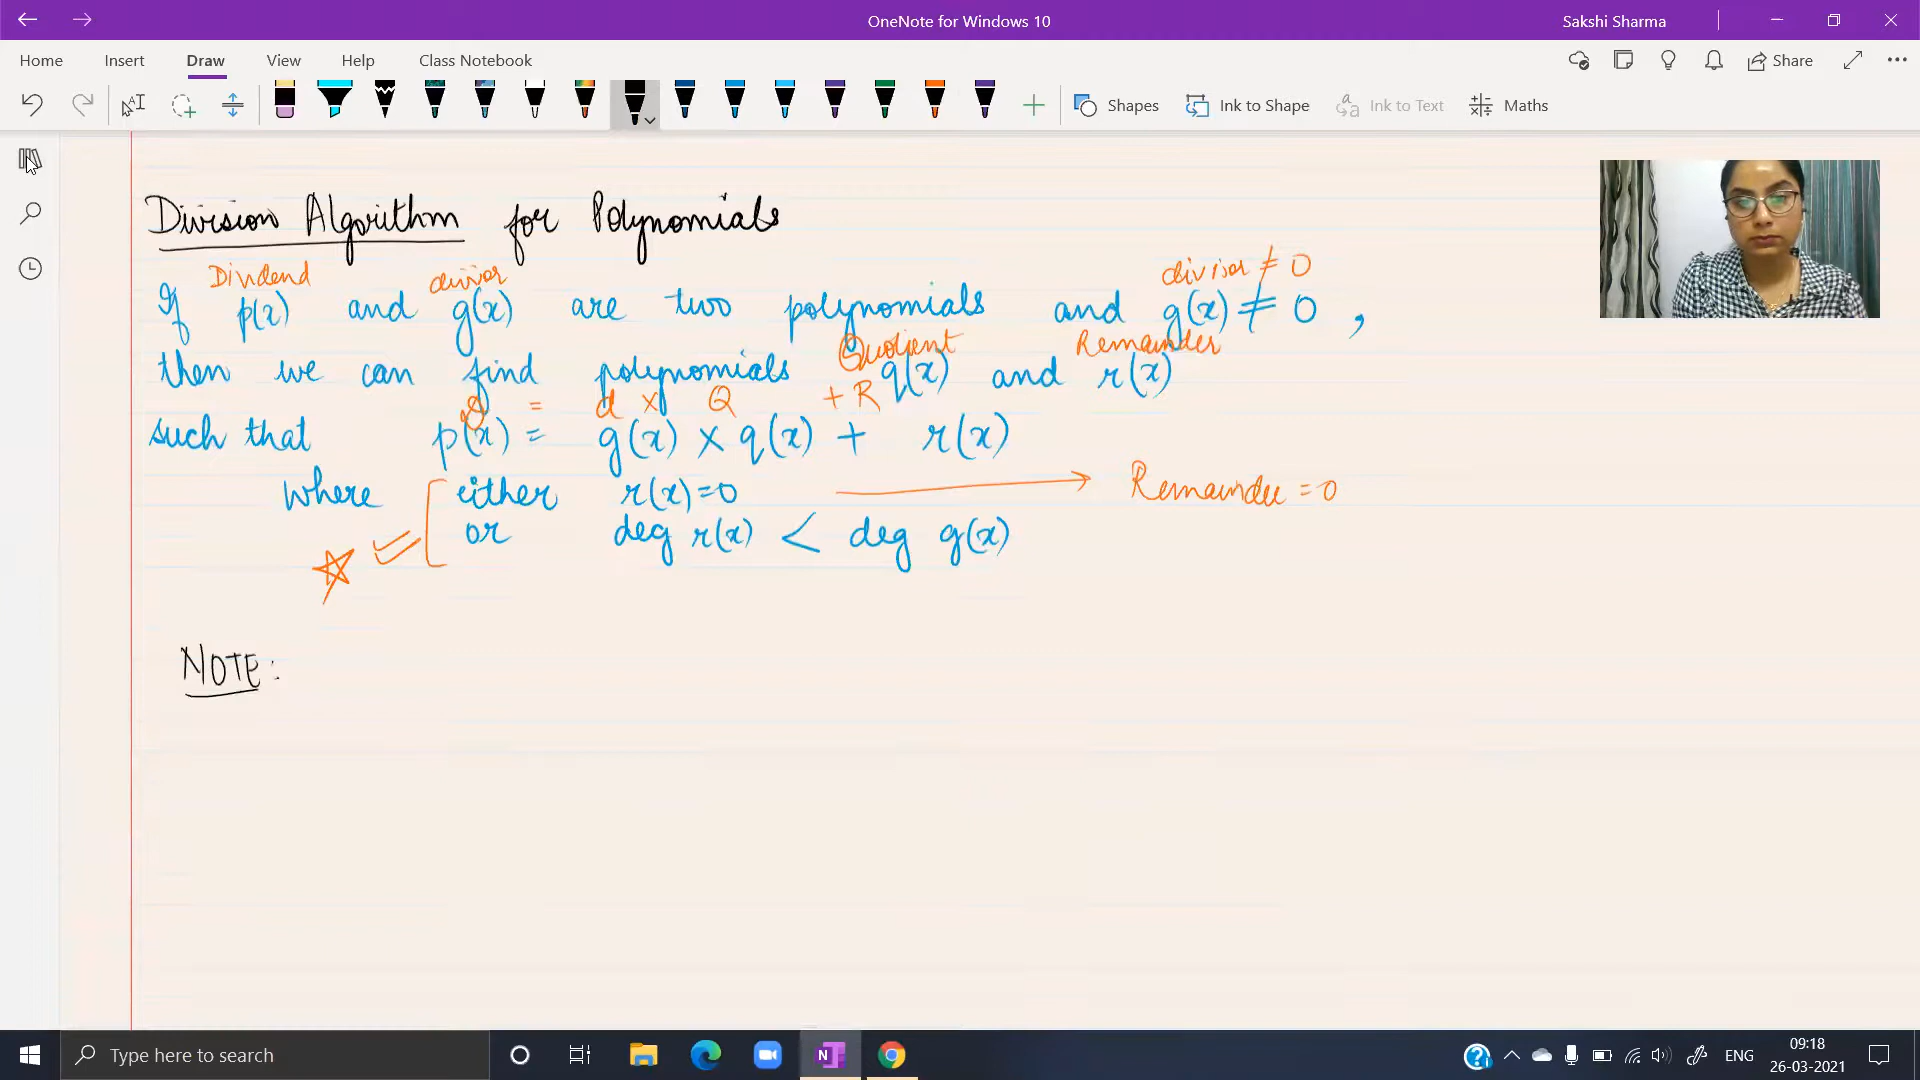 OneNote for Windows 10
Sakshi Sharma
Home Insert Draw View Help Class Notebook
Share
Shapes Ink to Shape Ink to Text Maths
Division Algorithm for Polynomials
Dividend divisor divisor ≠ 0
If p(x) and g(x) are two polynomials and g(x) ≠ 0 ,
Quotient Remainder
then we can find polynomials q(x) and r(x)
D = d × Q + R
such that p(x) = g(x) × q(x) + r(x)
where either r(x)=0 → Remainder = 0
or deg r(x) < deg g(x)
NOTE:
Type here to search
ENG
09:18
26-03-2021